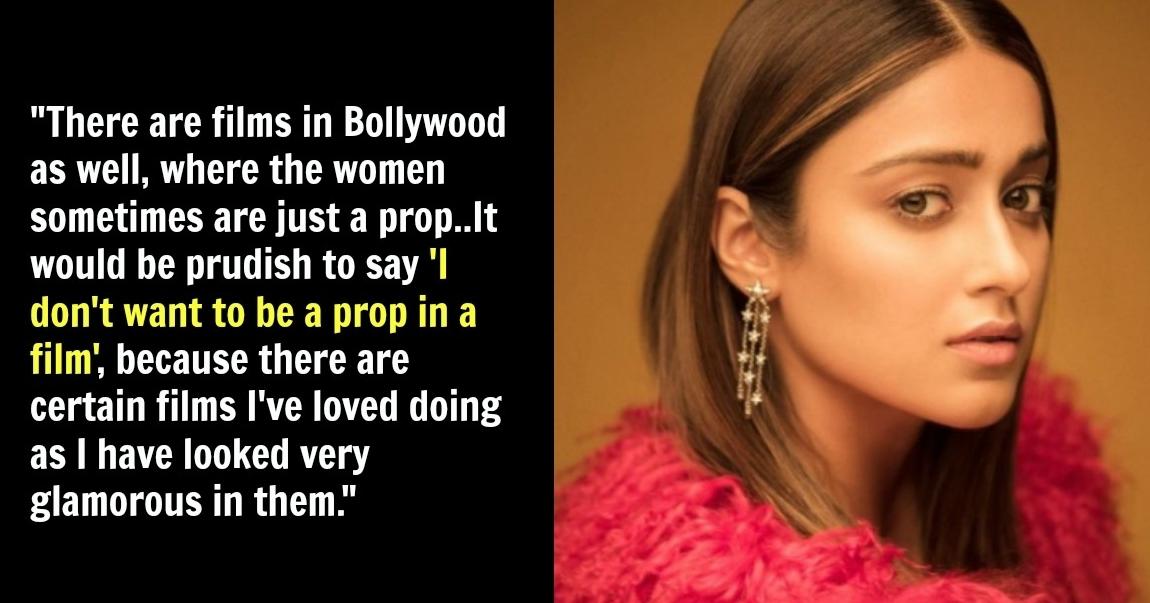 "There are films in Bollywood
as well, where the women
sometimes are just a prop..It
would be prudish to say 'I
don't want to be a prop in a
film', because there are
certain films I've loved doing
as I have looked very
glamorous in them."